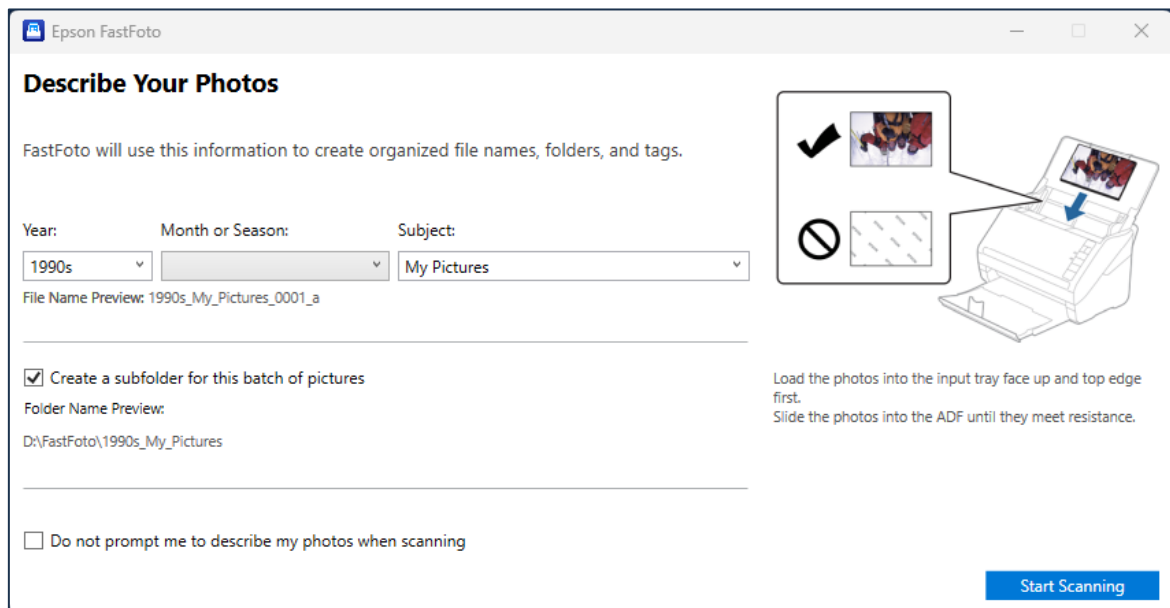 Epson FastFoto
Describe Your Photos
FastFoto will use this information to create organized file names, folders, and tags.
Year: Month or Season: Subject:
1990s My Pictures
File Name Preview: 1990s_My_Pictures_0001_a
Create a subfolder for this batch of pictures
Folder Name Preview:
D:\FastFoto\1990s_My_Pictures
Do not prompt me to describe my photos when scanning
Load the photos into the input tray face up and top edge
first.
Slide the photos into the ADF until they meet resistance.
Start Scanning